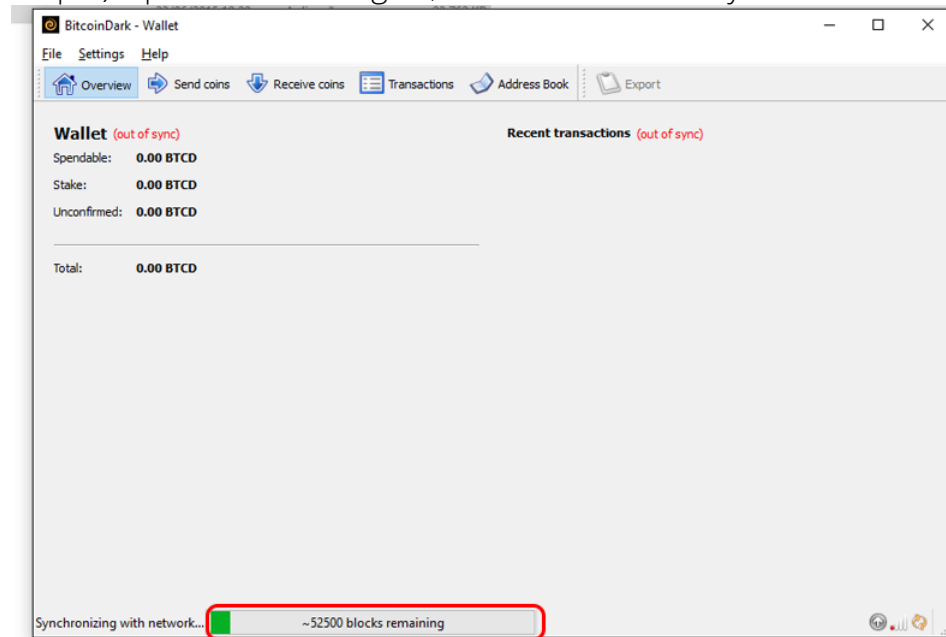 BitcoinDark - Wallet
File Settings Help
Overview Send coins Receive coins Transactions Address Book Export
Wallet (out of sync) Recent transactions (out of sync)
Spendable: 0.00 BTCD
Stake: 0.00 BTCD
Unconfirmed: 0.00 BTCD
Total: 0.00 BTCD
Synchronizing with network... ~52500 blocks remaining